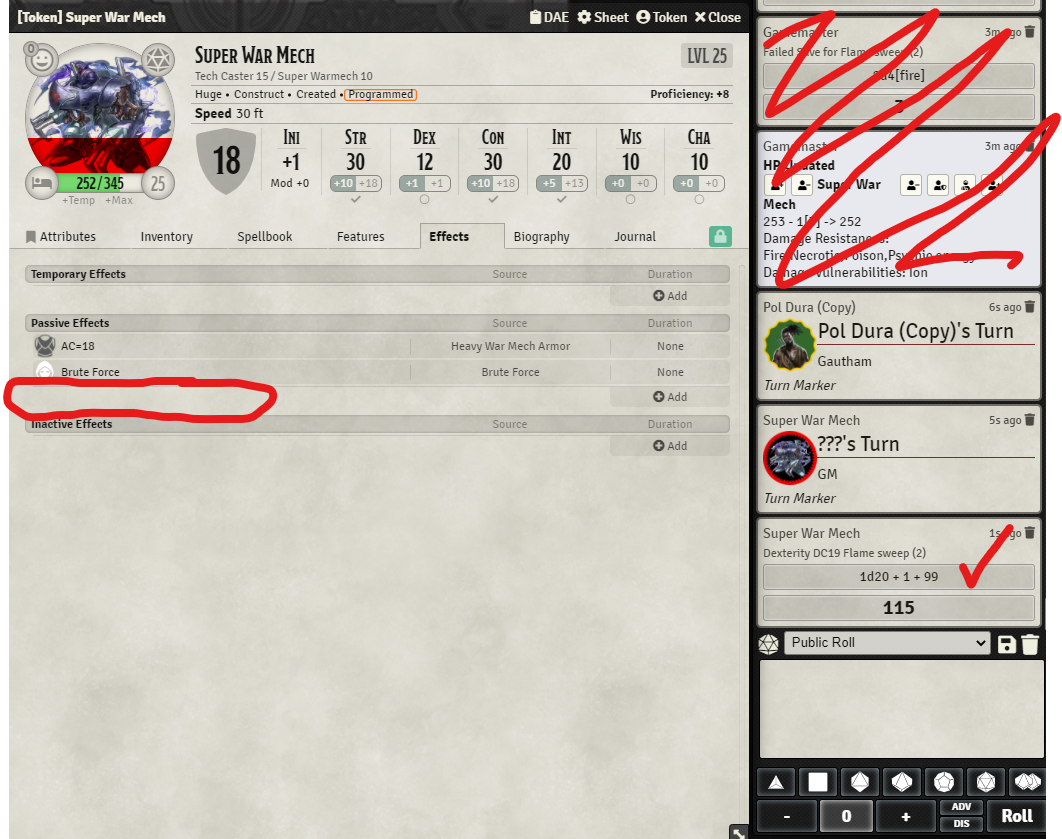 [Token] Super War Mech
DAE Sheet Token Close
0
SUPER WAR MECH
LVL 25
Tech Caster 15 / Super Warmech 10
Huge • Construct • Created • Programmed
Proficiency: +8
Speed 30 ft
18
INI STR DEX CON INT WIS CHA
+1 30 12 30 20 10 10
Mod +0 +10 +18 +1 +1 +10 +18 +5 +13 +0 +0 +0 +0
252 / 345
25
+Temp +Max
Attributes Inventory Spellbook Features Effects Biography Journal
Temporary Effects Source Duration
Add
Passive Effects Source Duration
AC=18 Heavy War Mech Armor None
Brute Force Brute Force None
Add
Inactive Effects Source Duration
Add
Gamemaster 3m ago
Failed Save for Flame sweep (2)
d4[fire]
Gamemaster 3m ago
HP Updated
Super War
Mech
253 - 1[] -> 252
Damage Resistances:
Fire,Necrotic,Poison,Psychic energy
Damage Vulnerabilities: Ion
Pol Dura (Copy) 6s ago
Pol Dura (Copy)'s Turn
Gautham
Turn Marker
Super War Mech 5s ago
???'s Turn
GM
Turn Marker
Super War Mech 1s ago
Dexterity DC19 Flame sweep (2)
1d20 + 1 + 99
115
Public Roll
- 0 + ADV
DIS
Roll